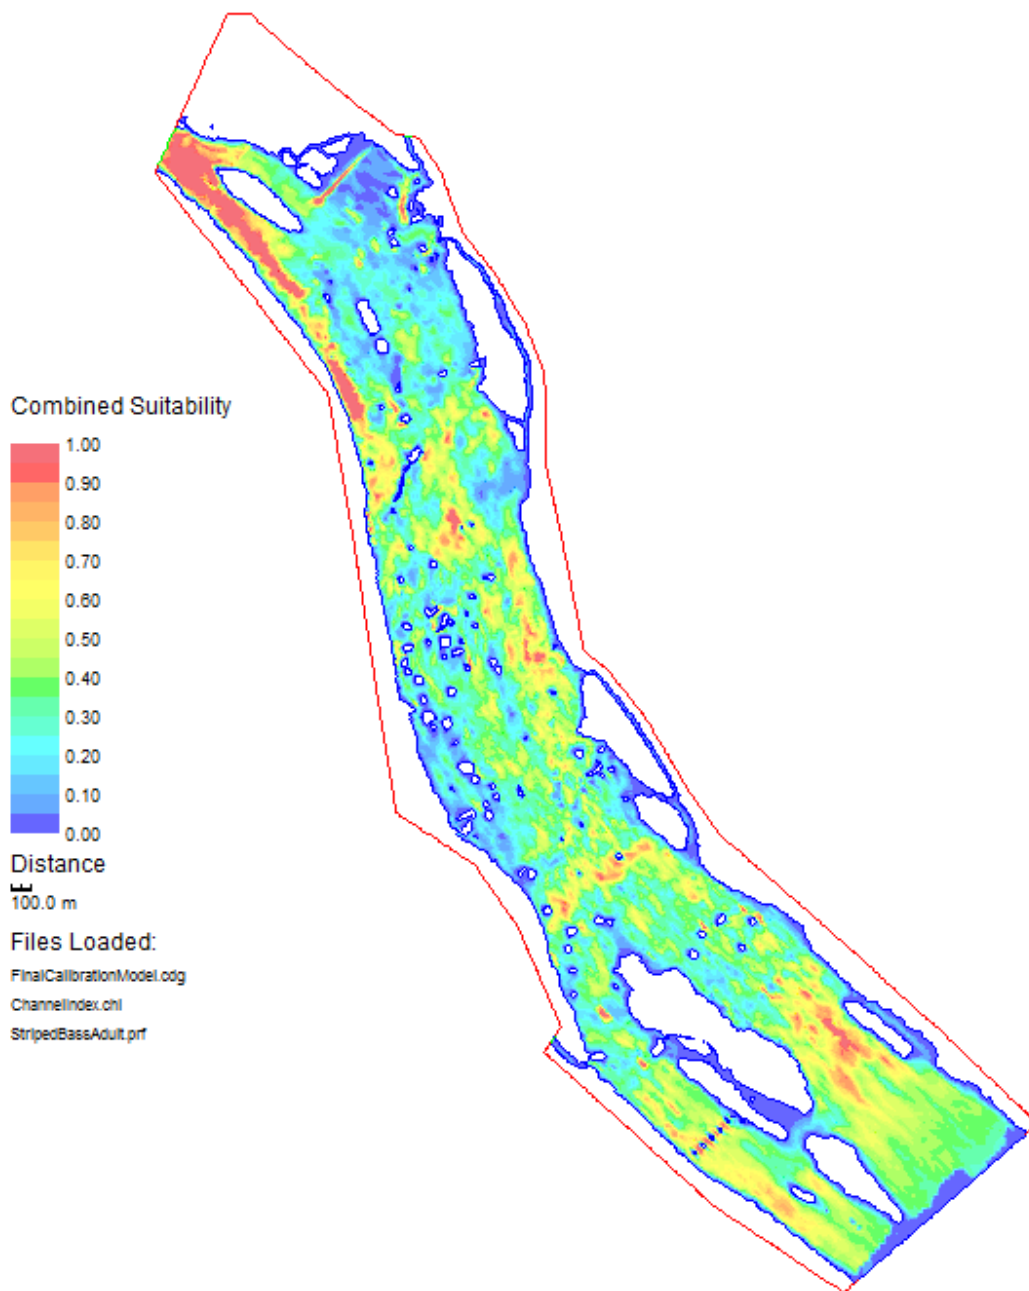 Combined Suitability
1.00
0.90
0.80
0.70
0.60
0.50
0.40
0.30
0.20
0.10
0.00
Distance
100.0 m
Files Loaded:
FinalCalibrationModel.cdg
ChannelIndex.chi
StripedBassAdult.prf